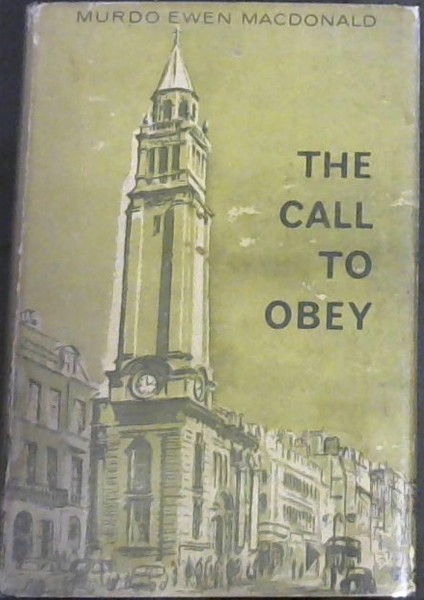 MURDO EWEN MACDONALD
THE
CALL
TO
OBEY